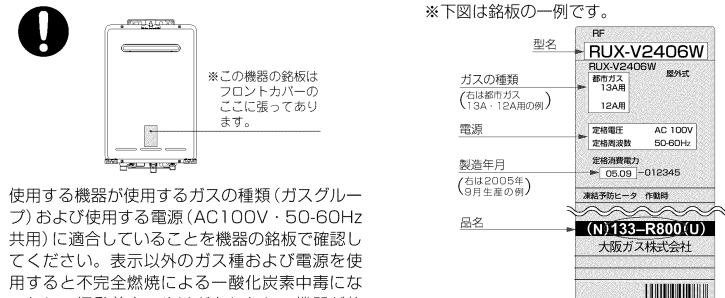 ※この機器の銘板は
フロントカバーの
ここに張ってあり
ます。
使用する機器が使用するガスの種類(ガスグルー
プ)および使用する電源(AC100V・50-60Hz
共用)に適合していることを機器の銘板で確認し
てください。表示以外のガス種および電源を使
用すると不完全燃焼による一酸化炭素中毒にな
※下図は銘板の一例です。
型名
ガスの種類
(右は都市ガス
13A・12A用の例)
電源
製造年月
(右は2005年
9月生産の例)
品名
RF
RUX-V2406W
RUX-V2406W
屋外式
都市ガス
13A用
12A用
定格電圧 AC 100V
定格周波数 50-60Hz
定格消費電力
05.09 -012345
凍結予防ヒータ 作動時
(N)133-R800(U)
大阪ガス株式会社